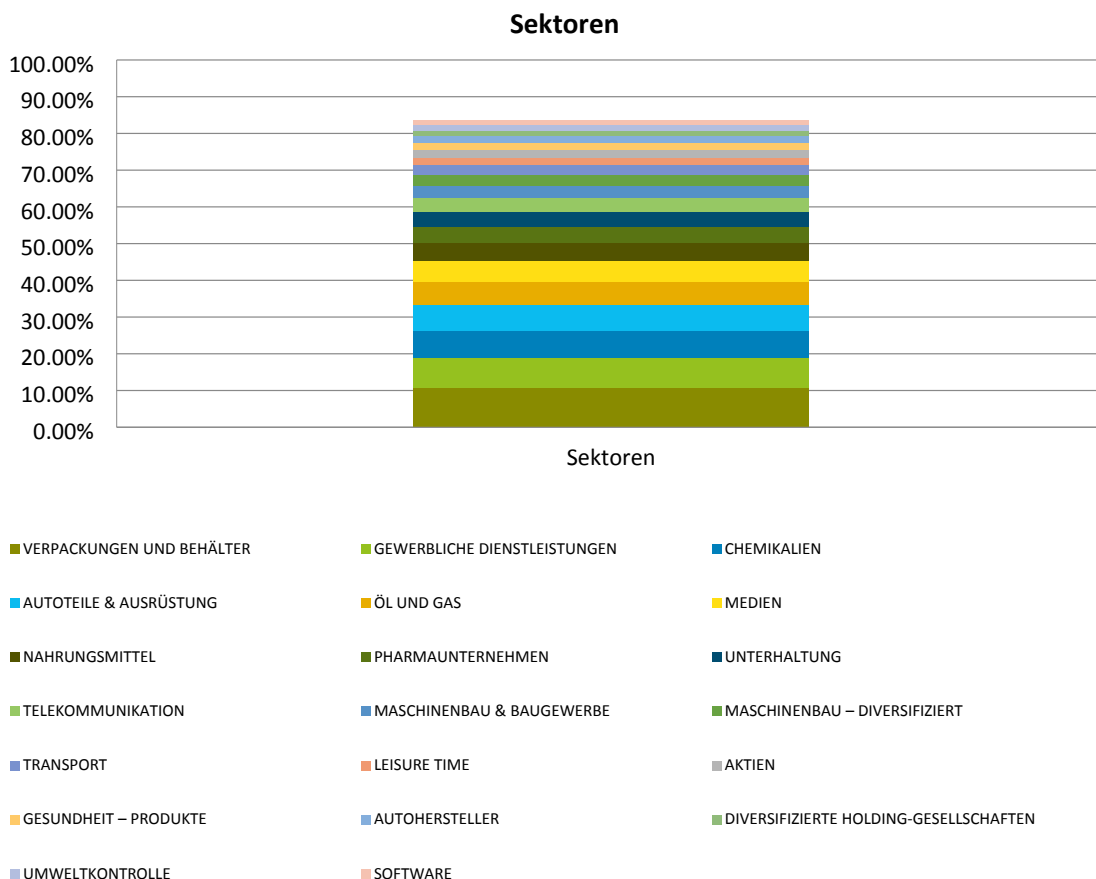 Sektoren
100.00%
90.00%
80.00%
70.00%
60.00%
50.00%
40.00%
30.00%
20.00%
10.00%
0.00%
Sektoren
VERPACKUNGEN UND BEHÄLTER
GEWERBLICHE DIENSTLEISTUNGEN
CHEMIKALIEN
AUTOTEILE & AUSRÜSTUNG
ÖL UND GAS
MEDIEN
NAHRUNGSMITTEL
PHARMAUNTERNEHMEN
UNTERHALTUNG
TELEKOMMUNIKATION
MASCHINENBAU & BAUGEWERBE
MASCHINENBAU – DIVERSIFIZIERT
TRANSPORT
LEISURE TIME
AKTIEN
GESUNDHEIT – PRODUKTE
AUTOHERSTELLER
DIVERSIFIZIERTE HOLDING-GESELLSCHAFTEN
UMWELTKONTROLLE
SOFTWARE